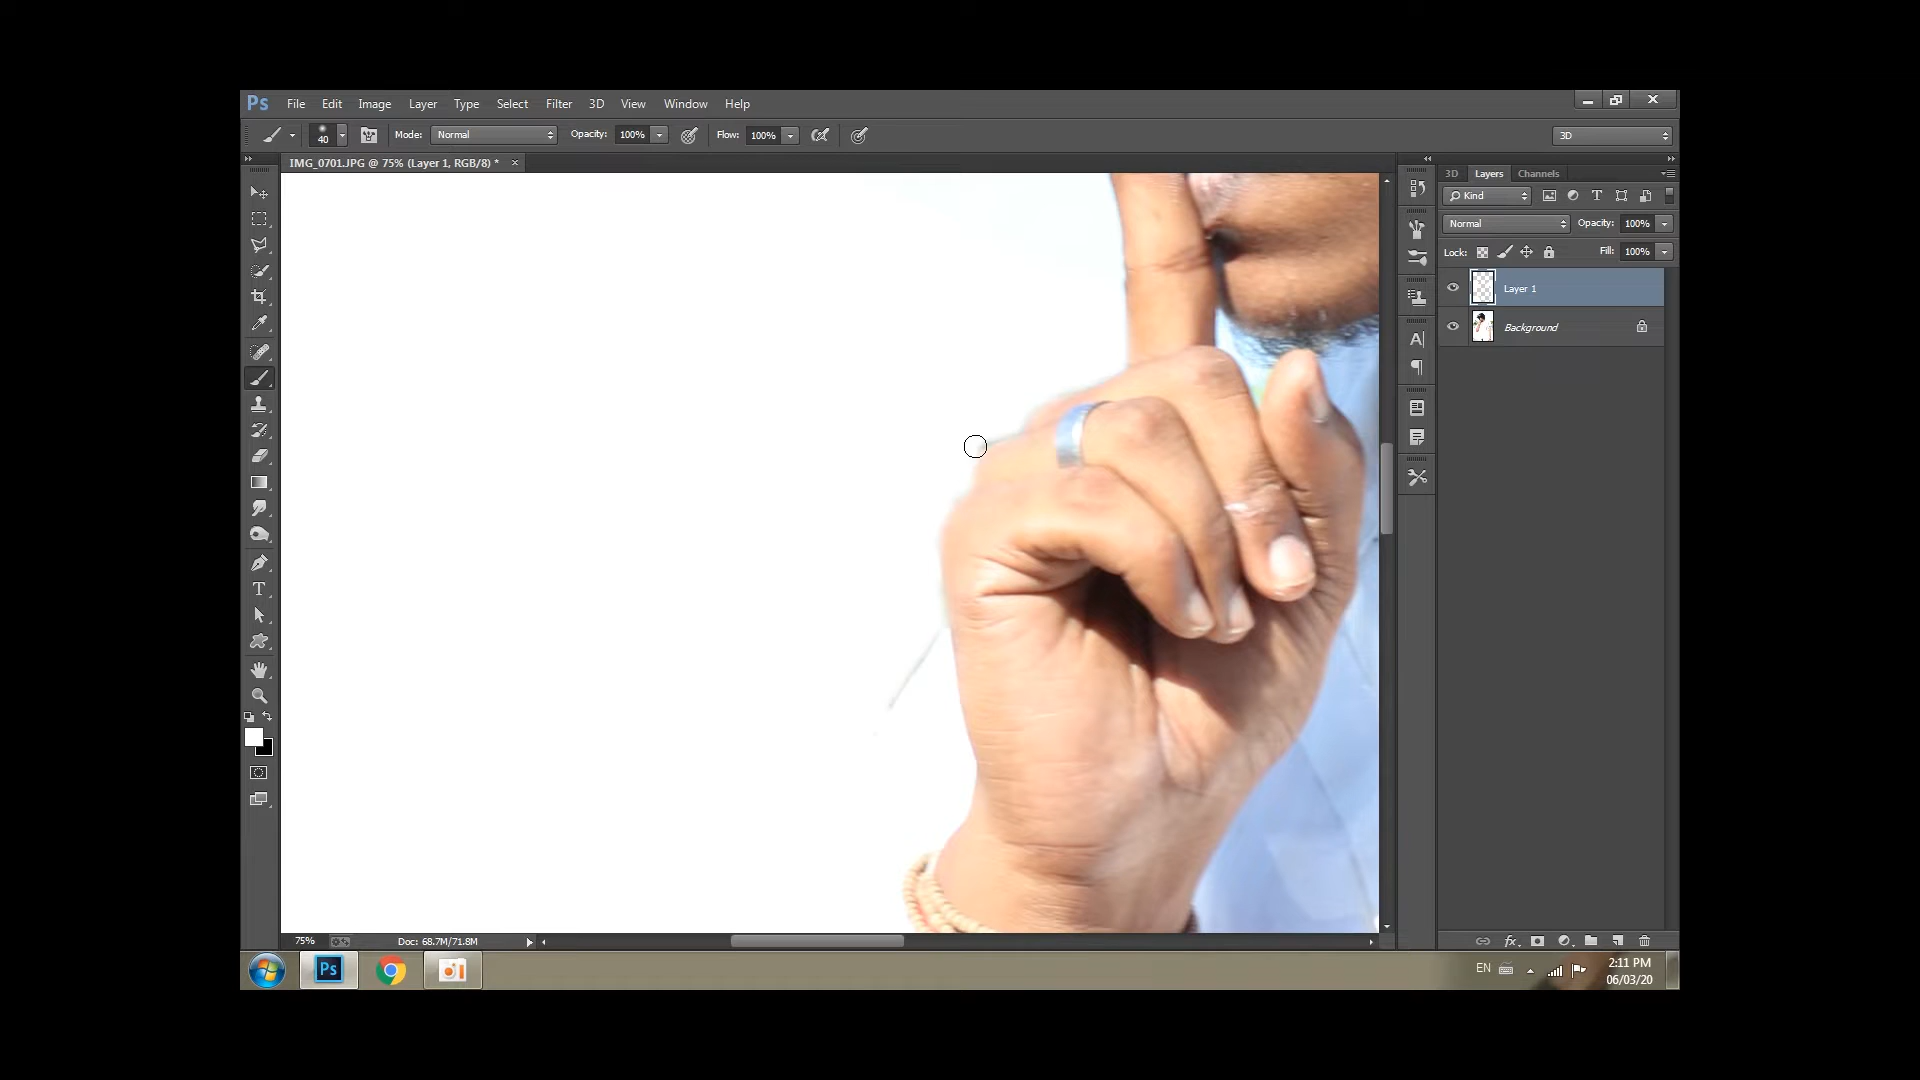 Ps File Edit Image Layer Type Select Filter 3D View Window Help
40 Mode: Normal Opacity: 100% Flow: 100% 3D
IMG_0701.JPG @ 75% (Layer 1, RGB/8) * ×
3D Layers Channels
Kind
Normal Opacity: 100%
Lock: Fill: 100%
Layer 1
Background
75% Doc: 68.7M/71.8M
Ps EN 2:11 PM
06/03/20